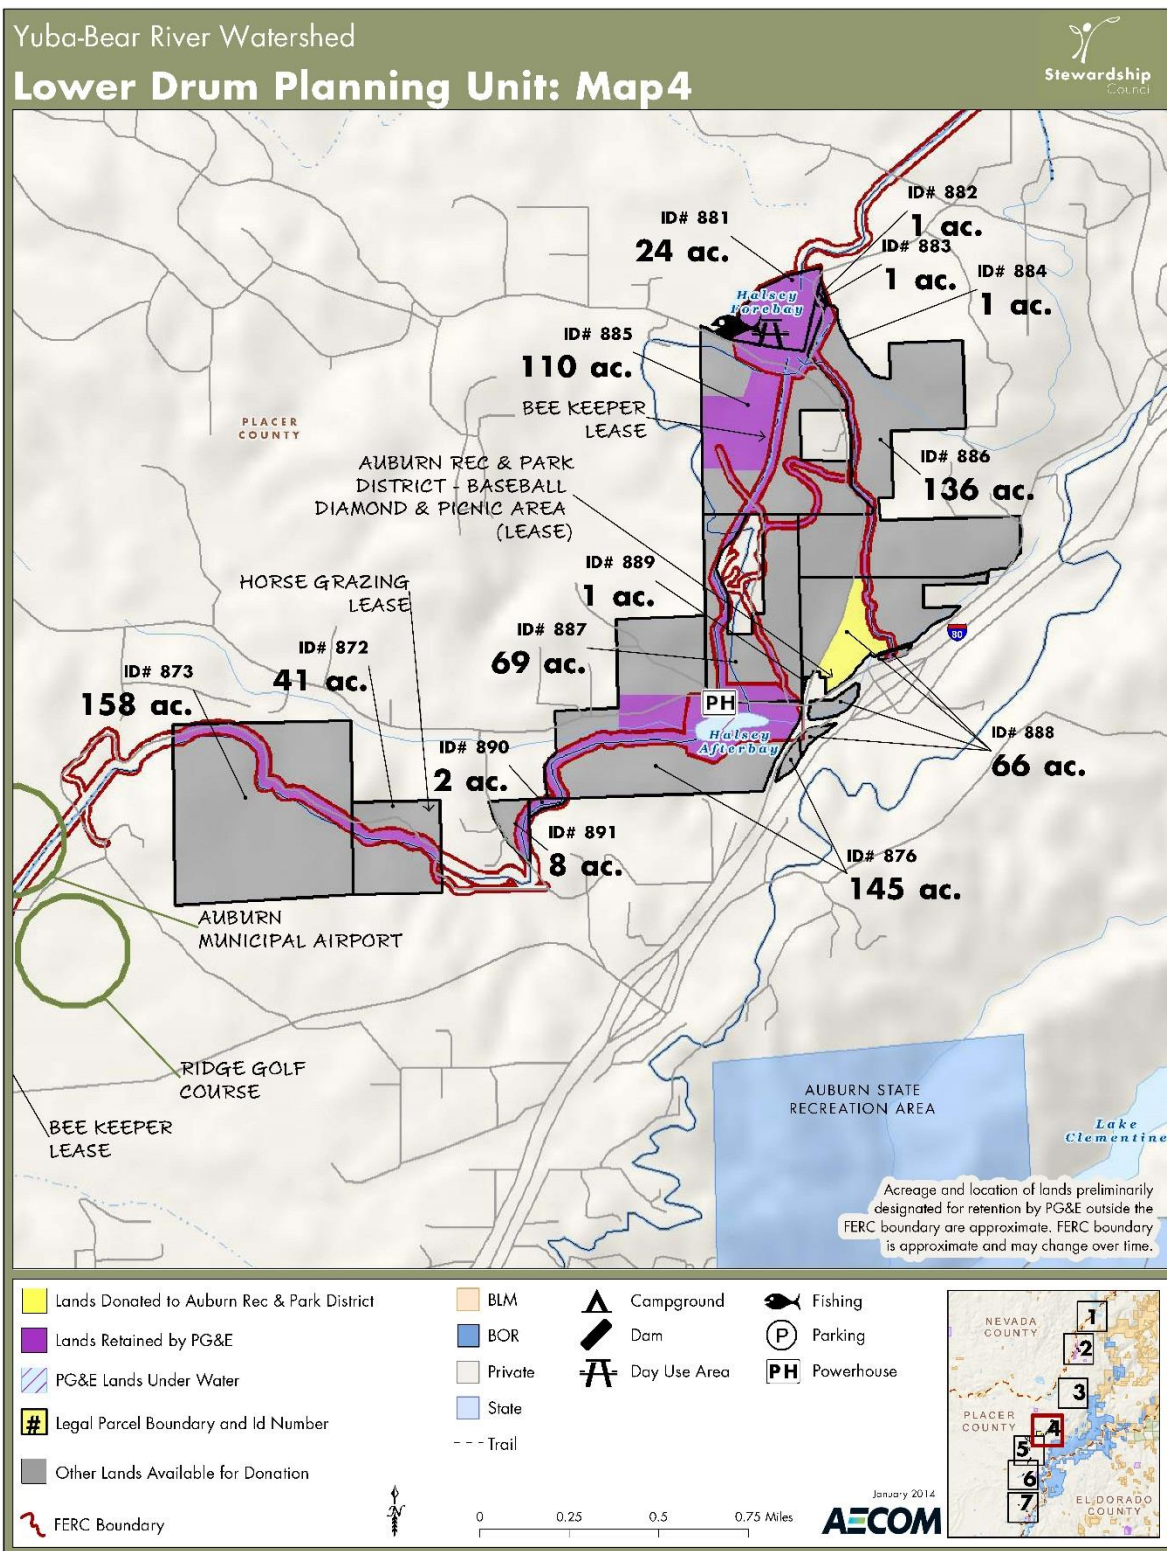 Yuba-Bear River Watershed
Lower Drum Planning Unit: Map4
Stewardship
Council
ID# 882
1 ac.
ID# 881
24 ac.
ID# 883
1 ac.
ID# 884
1 ac.
Halsey
Forebay
ID# 885
110 ac.
BEE KEEPER
LEASE
PLACER
COUNTY
AUBURN REC & PARK
DISTRICT - BASEBALL
DIAMOND & PICNIC AREA
(LEASE)
ID# 886
136 ac.
ID# 889
1 ac.
HORSE GRAZING
LEASE
ID# 887
69 ac.
80
ID# 872
41 ac.
ID# 873
158 ac.
PH
Halsey
Afterbay
ID# 888
66 ac.
ID# 890
2 ac.
ID# 891
8 ac.
ID# 876
145 ac.
AUBURN
MUNICIPAL AIRPORT
RIDGE GOLF
COURSE
BEE KEEPER
LEASE
AUBURN STATE
RECREATION AREA
Lake
Clementine
Acreage and location of lands preliminarily
designated for retention by PG&E outside the
FERC boundary are approximate. FERC boundary
is approximate and may change over time.
Lands Donated to Auburn Rec & Park District
Lands Retained by PG&E
PG&E Lands Under Water
# Legal Parcel Boundary and Id Number
Other Lands Available for Donation
FERC Boundary
BLM
BOR
Private
State
Trail
Campground
Dam
Day Use Area
Fishing
P Parking
PH Powerhouse
N
0 0.25 0.5 0.75 Miles
January 2014
AECOM
NEVADA
COUNTY
1
2
3
PLACER
COUNTY
4
5
6
7
EL DORADO
COUNTY